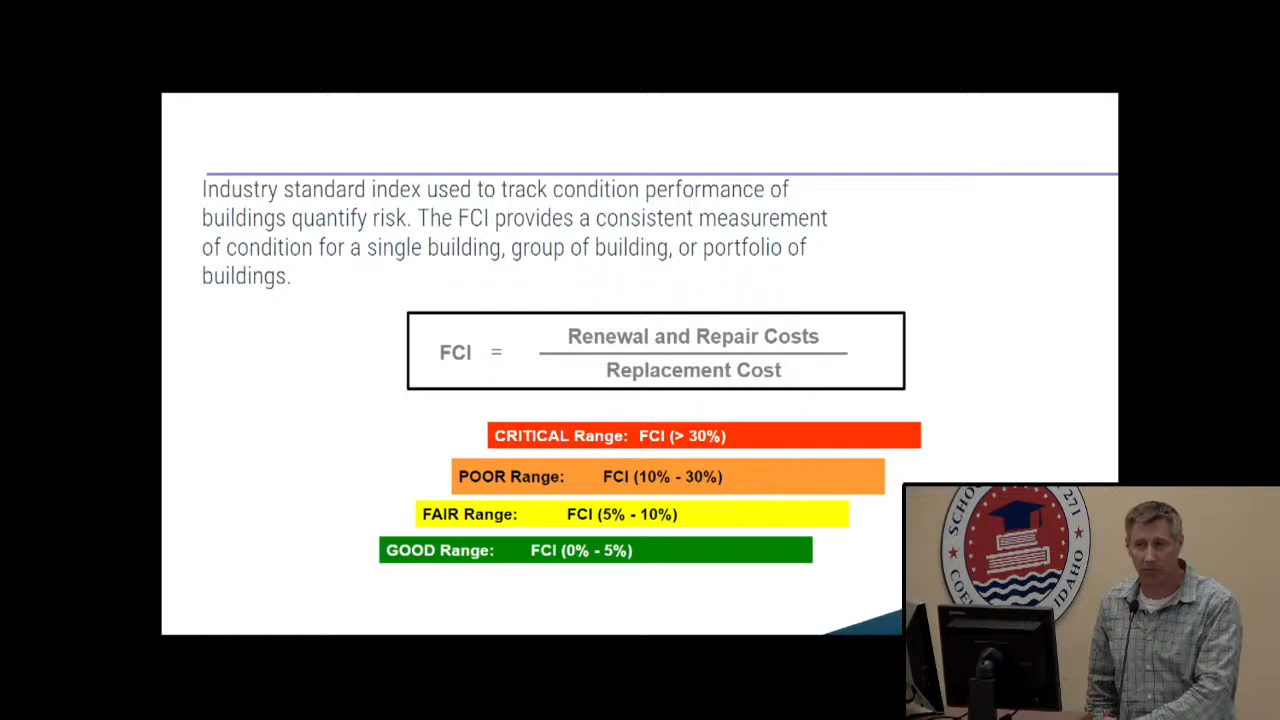 Industry standard index used to track condition performance of
buildings quantify risk. The FCI provides a consistent measurement
of condition for a single building, group of building, or portfolio of
buildings.
FCI = Renewal and Repair Costs
Replacement Cost
CRITICAL Range: FCI (> 30%)
POOR Range: FCI (10% - 30%)
FAIR Range: FCI (5% - 10%)
GOOD Range: FCI (0% - 5%)
271
IDAHO